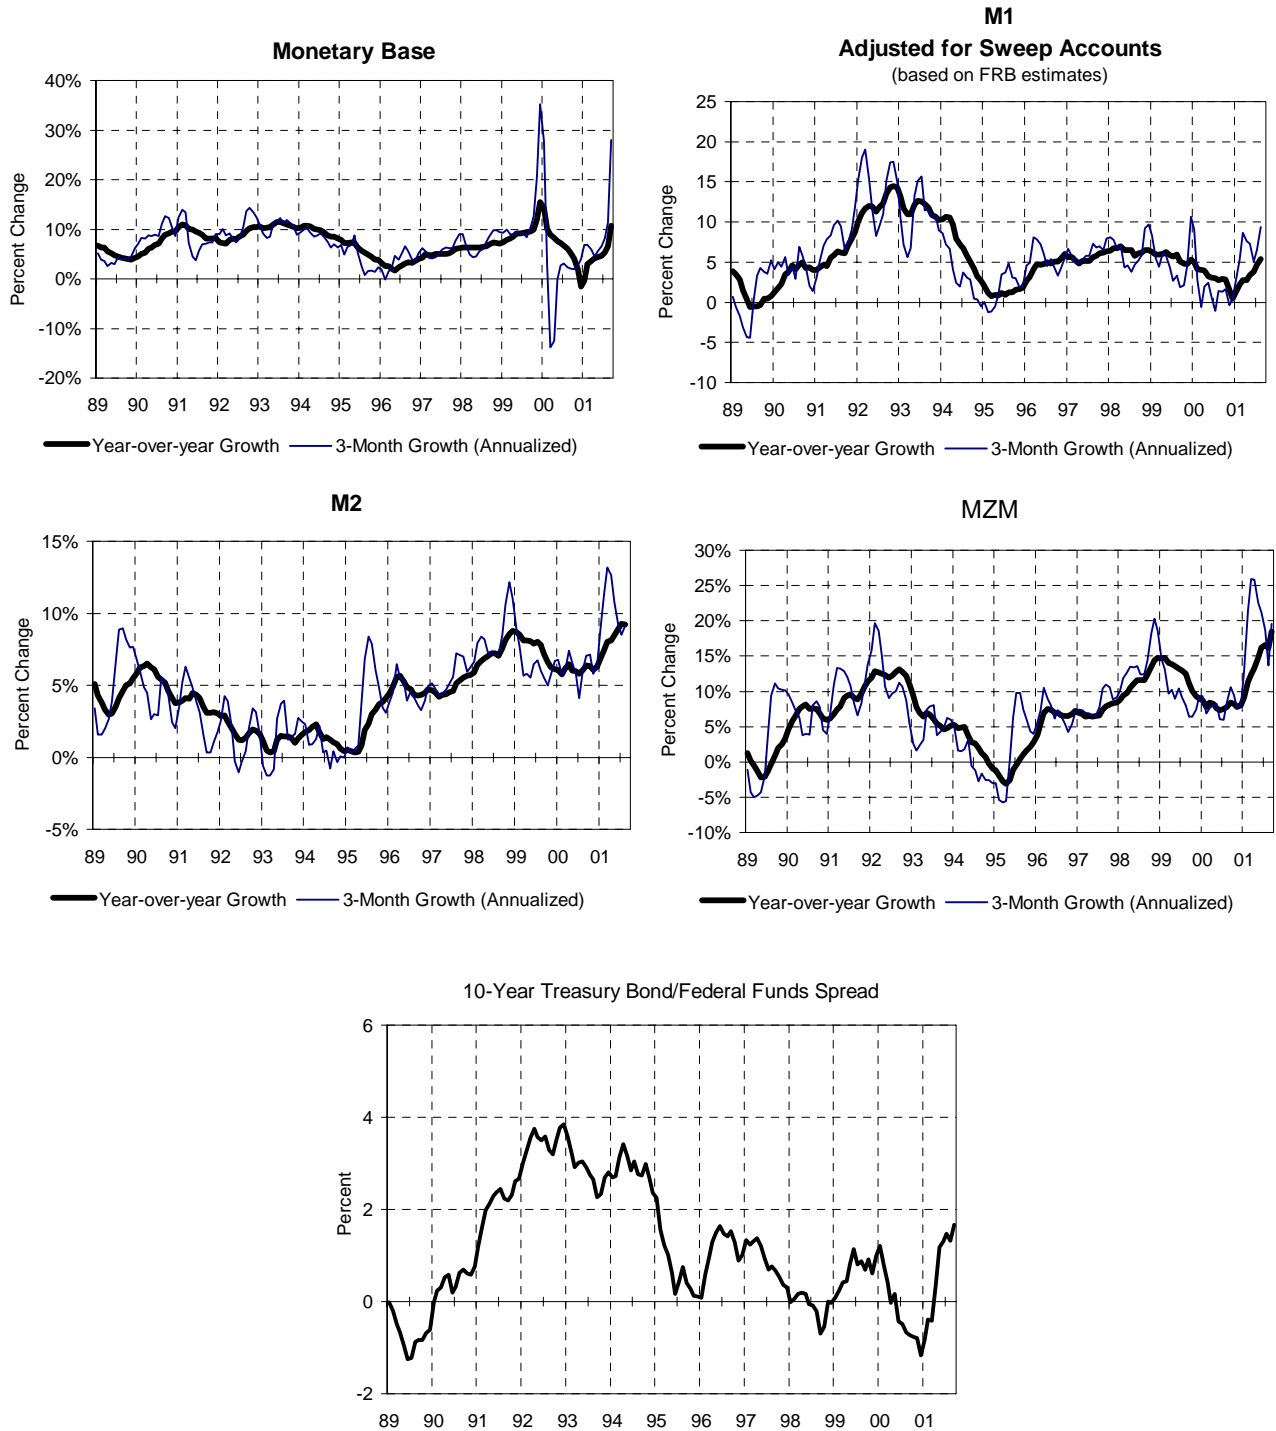 Monetary Base
Percent Change
40%
30%
20%
10%
0%
-10%
-20%
89 90 91 92 93 94 95 96 97 98 99 00 01
Year-over-year Growth 3-Month Growth (Annualized)
M1
Adjusted for Sweep Accounts
(based on FRB estimates)
Percent Change
25
20
15
10
5
0
-5
-10
89 90 91 92 93 94 95 96 97 98 99 00 01
Year-over-year Growth 3-Month Growth (Annualized)
M2
Percent Change
15%
10%
5%
0%
-5%
89 90 91 92 93 94 95 96 97 98 99 00 01
Year-over-year Growth 3-Month Growth (Annualized)
MZM
Percent Change
30%
25%
20%
15%
10%
5%
0%
-5%
-10%
89 90 91 92 93 94 95 96 97 98 99 00 01
Year-over-year Growth 3-Month Growth (Annualized)
10-Year Treasury Bond/Federal Funds Spread
Percent
6
4
2
0
-2
89 90 91 92 93 94 95 96 97 98 99 00 01